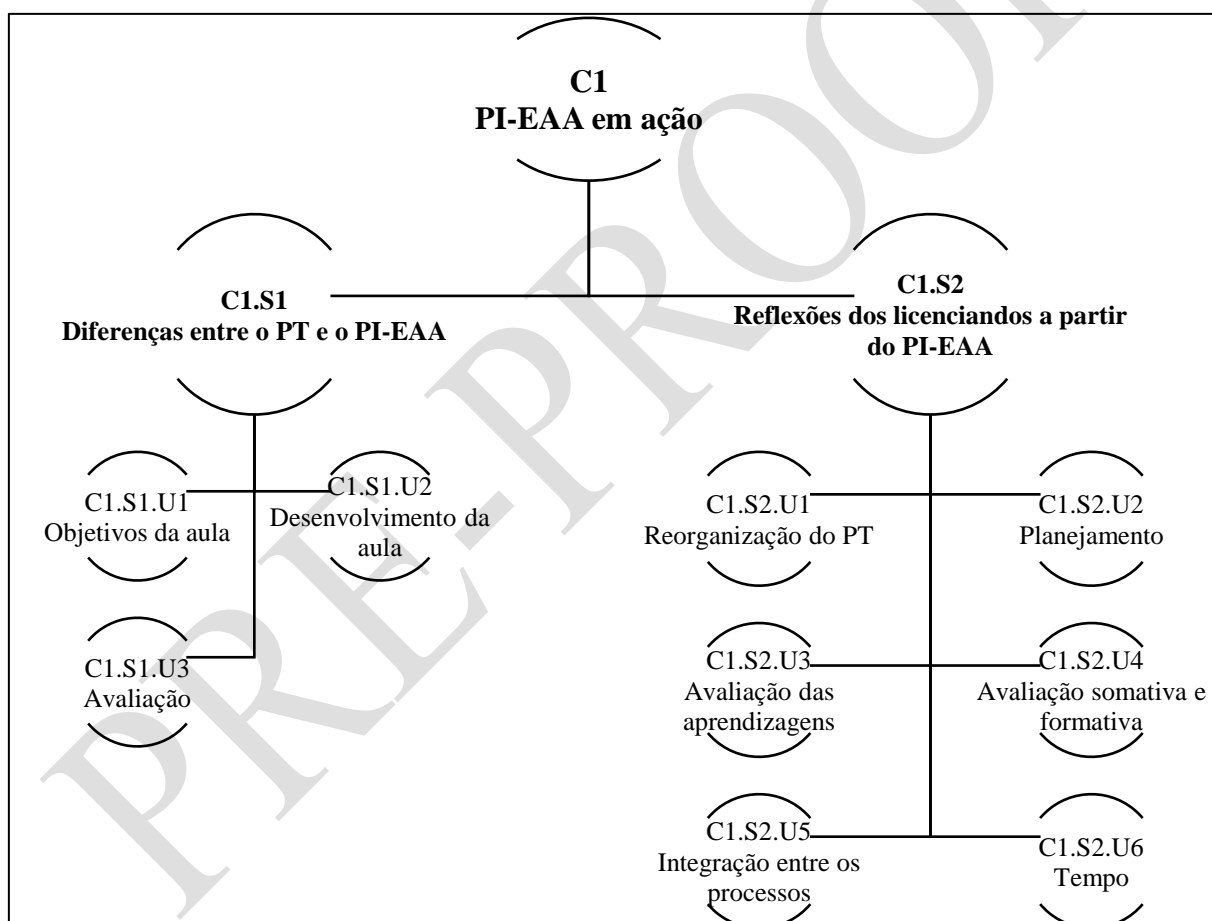 C1
PI-EAA em ação
C1.S1
Diferenças entre o PT e o PI-EAA
C1.S2
Reflexões dos licenciandos a partir
do PI-EAA
C1.S1.U1
Objetivos da aula
C1.S1.U2
Desenvolvimento da
aula
C1.S1.U3
Avaliação
C1.S2.U1
Reorganização do PT
C1.S2.U2
Planejamento
C1.S2.U3
Avaliação das
aprendizagens
C1.S2.U4
Avaliação somativa e
formativa
C1.S2.U5
Integração entre os
processos
C1.S2.U6
Tempo
PRE-PROO